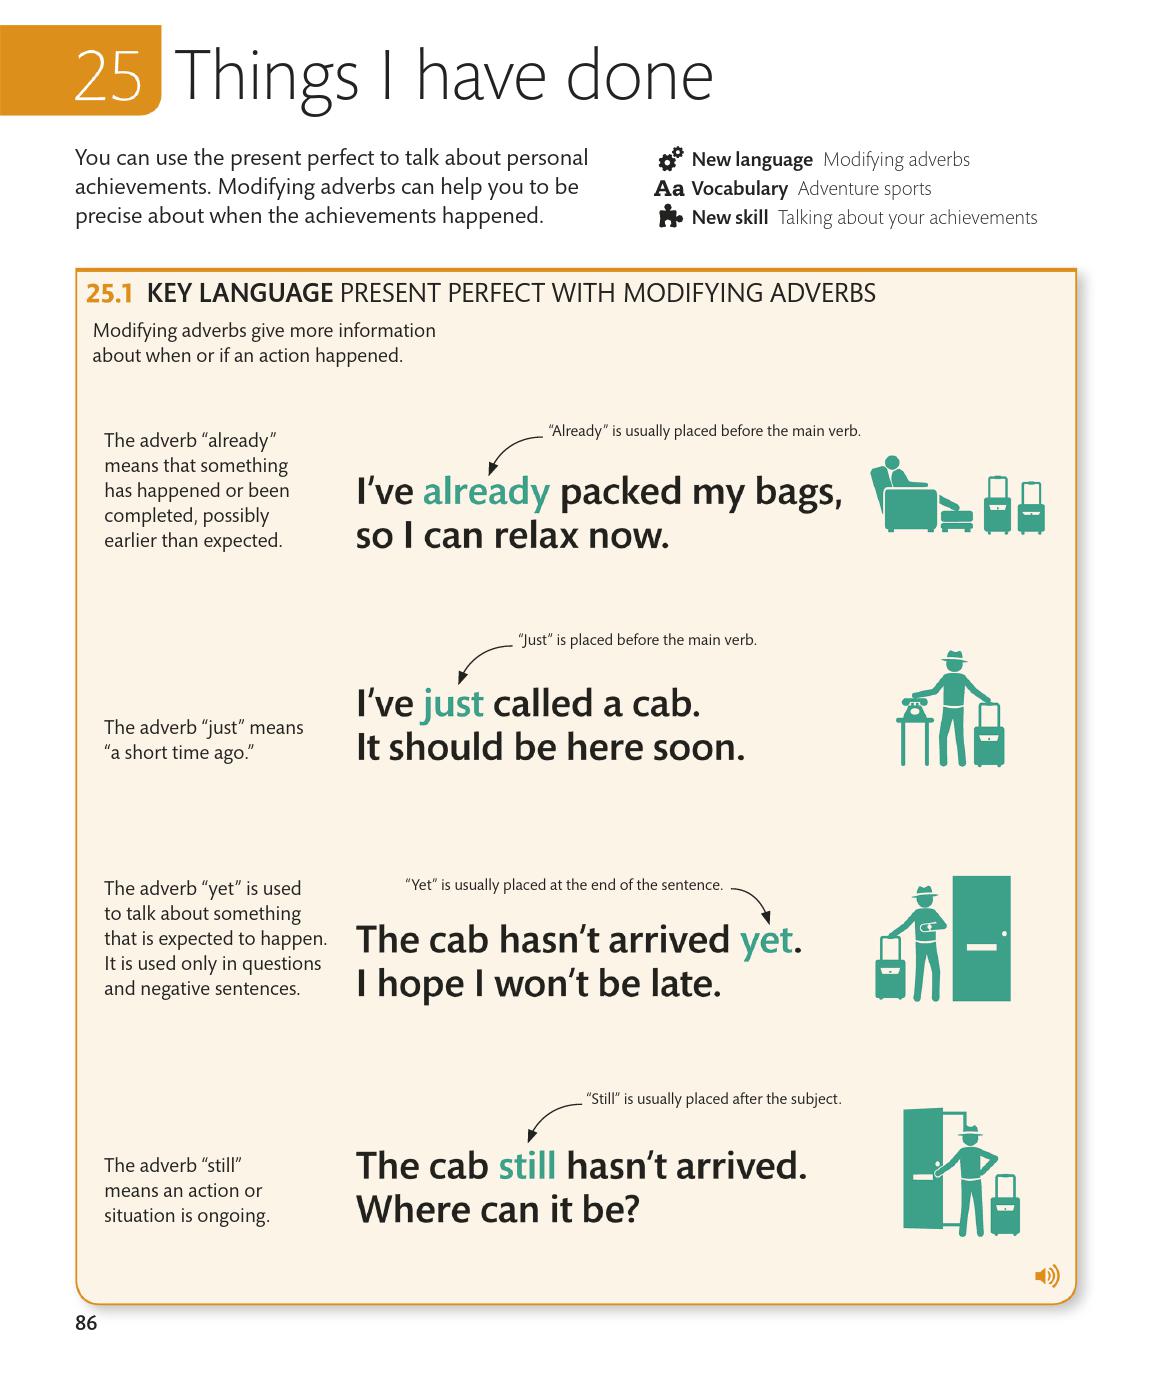 25 Things I have done
You can use the present perfect to talk about personal
achievements. Modifying adverbs can help you to be
precise about when the achievements happened.
New language Modifying adverbs
Aa Vocabulary Adventure sports
New skill Talking about your achievements
25.1 KEY LANGUAGE PRESENT PERFECT WITH MODIFYING ADVERBS
Modifying adverbs give more information
about when or if an action happened.
The adverb “already”
means that something
has happened or been
completed, possibly
earlier than expected.
“Already” is usually placed before the main verb.
I’ve already packed my bags,
so I can relax now.
“Just” is placed before the main verb.
The adverb “just” means
“a short time ago.”
I’ve just called a cab.
It should be here soon.
The adverb “yet” is used
to talk about something
that is expected to happen.
It is used only in questions
and negative sentences.
“Yet” is usually placed at the end of the sentence.
The cab hasn’t arrived yet.
I hope I won’t be late.
“Still” is usually placed after the subject.
The adverb “still”
means an action or
situation is ongoing.
The cab still hasn’t arrived.
Where can it be?
86